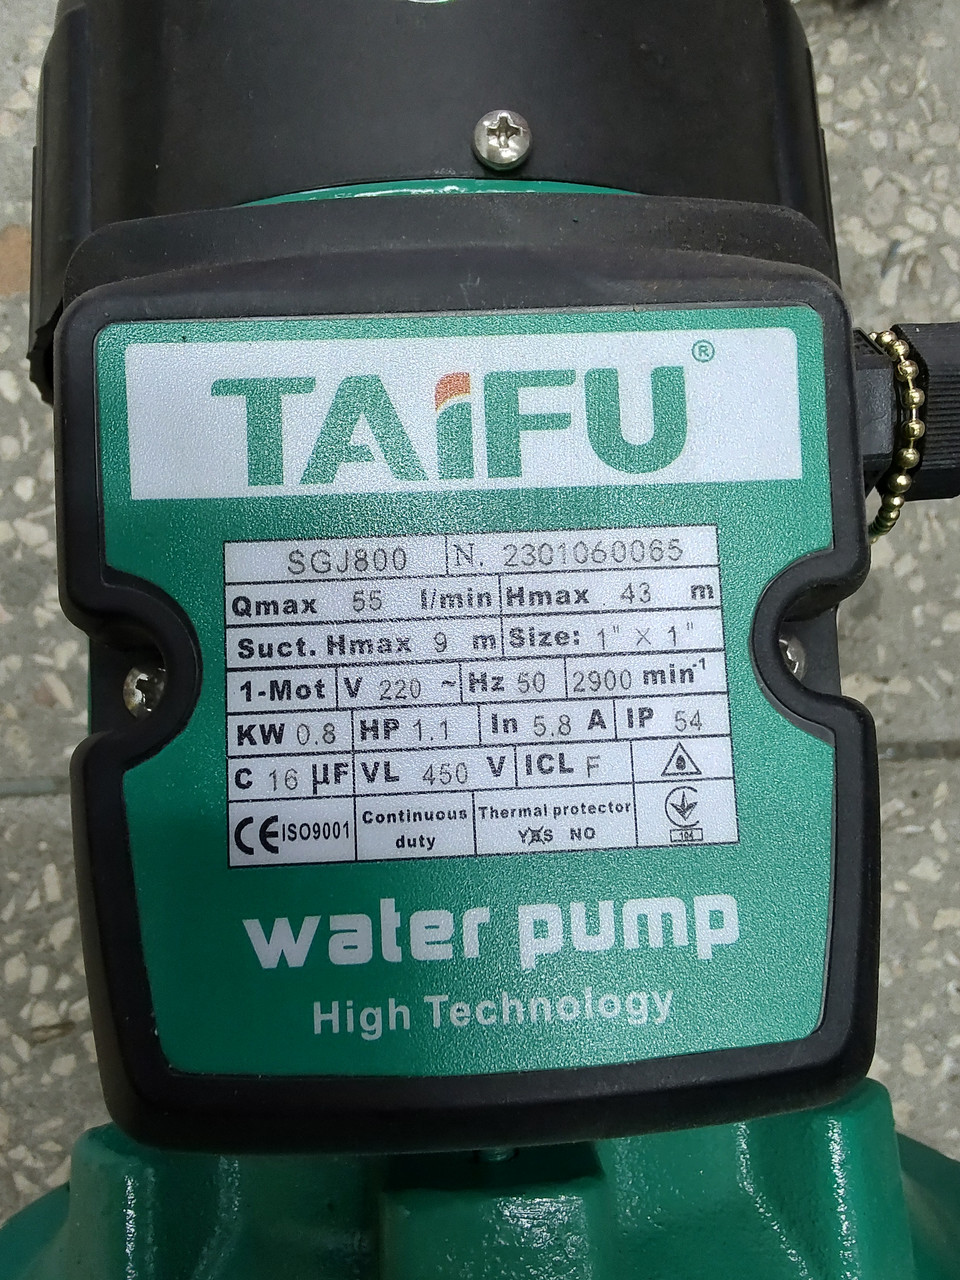 TAiFU®
SGJ800 N. 2301060065
Qmax 55 l/min Hmax 43 m
Suct. Hmax 9 m Size: 1" X 1"
1-Mot V 220 ~ Hz 50 2900 min-1
KW 0.8 HP 1.1 In 5.8 A IP 54
C 16 µF VL 450 V ICL F
CE ISO9001 Continuous duty Thermal protector YES NO
104
water pump
High Technology